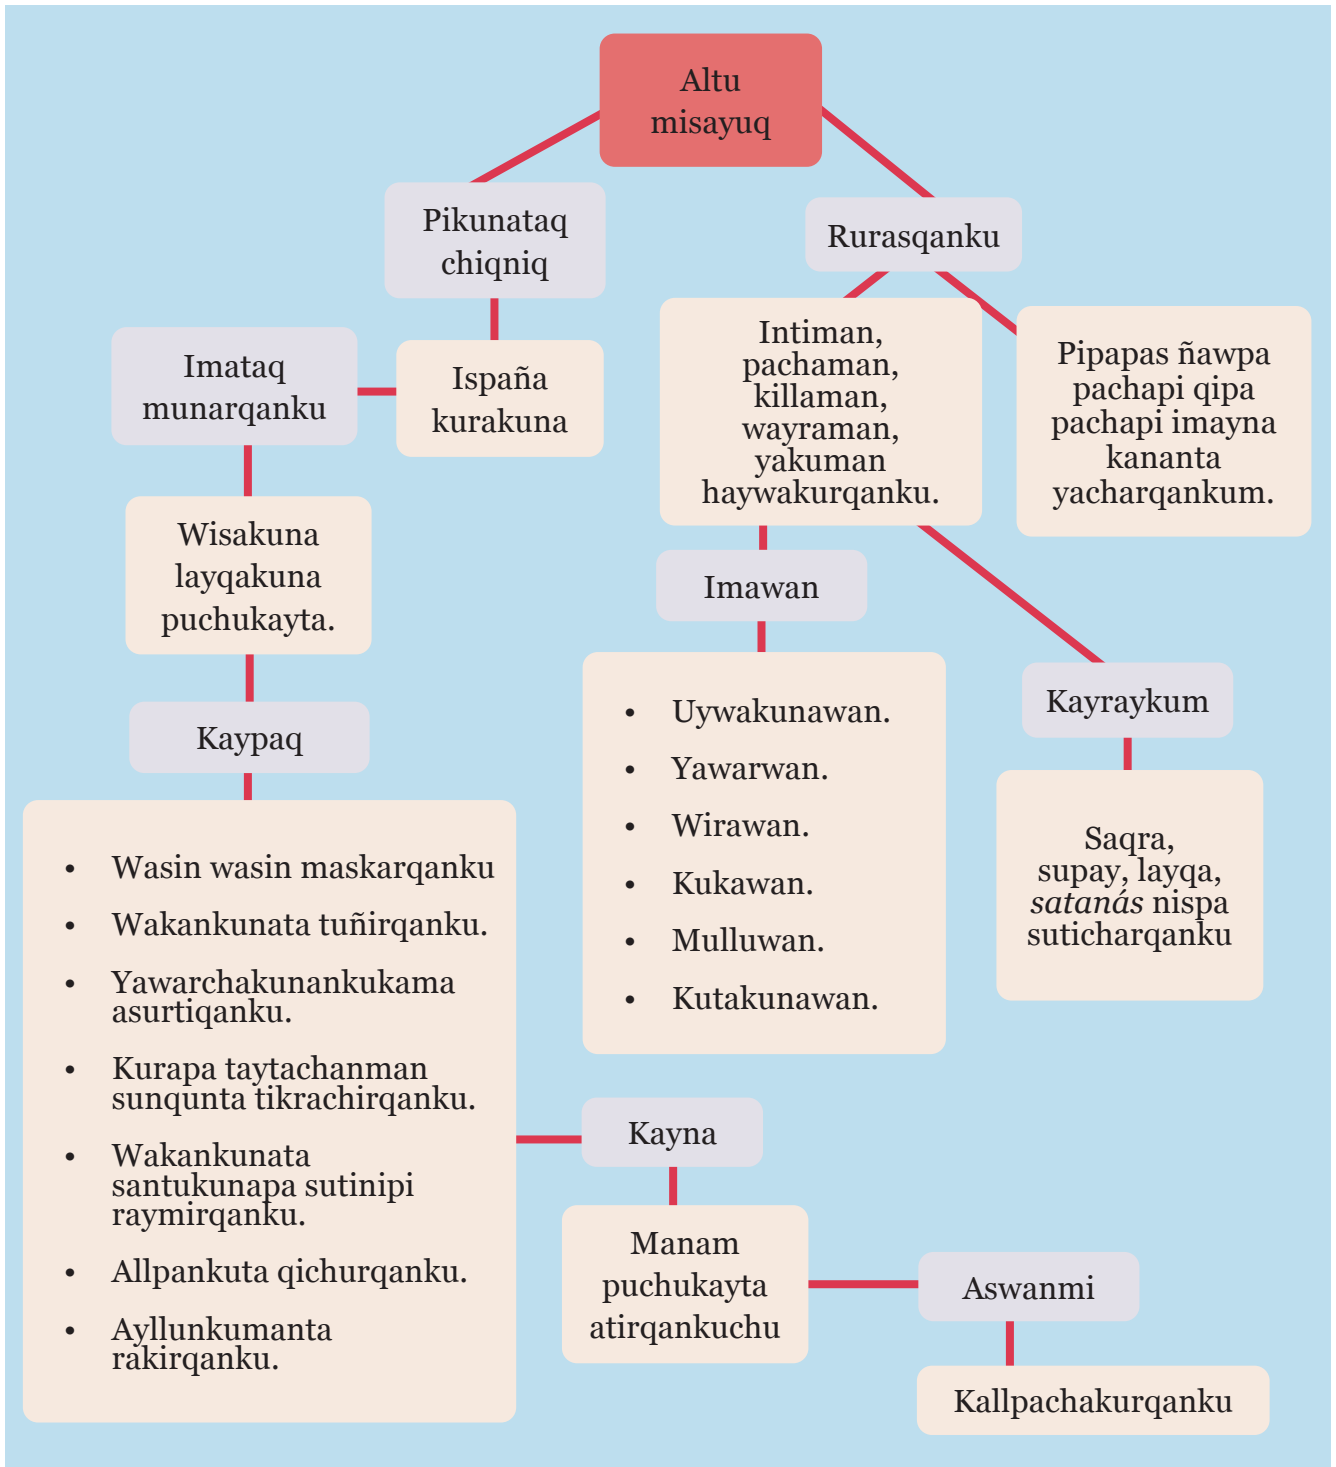 Altu
misayuq
Pikunataq
chiqniq
Rurasqanku
Imataq
munarqanku
Ispaña
kurakuna
Intiman,
pachaman,
killaman,
wayraman,
yakuman
haywakurqanku.
Pipapas ñawpa
pachapi qipa
pachapi imayna
kananta
yacharqankum.
Wisakuna
layqakuna
puchukayta.
Imawan
Kayraykum
Kaypaq
• Uywakunawan.
• Yawarwan.
• Wirawan.
• Kukawan.
• Mulluwan.
• Kutakunawan.
Saqra,
supay, layqa,
satanás nispa
suticharqanku
• Wasin wasin maskarqanku
• Wakankunata tuñirqanku.
• Yawarchakunankukama
asurtiqanku.
• Kurapa taytachanman
sunqunta tikrachirqanku.
• Wakankunata
santukunapa sutinipi
raymirqanku.
• Allpankuta qichurqanku.
• Ayllunkumanta
rakirqanku.
Kayna
Manam
puchukayta
atirqankuchu
Aswanmi
Kallpachakurqanku